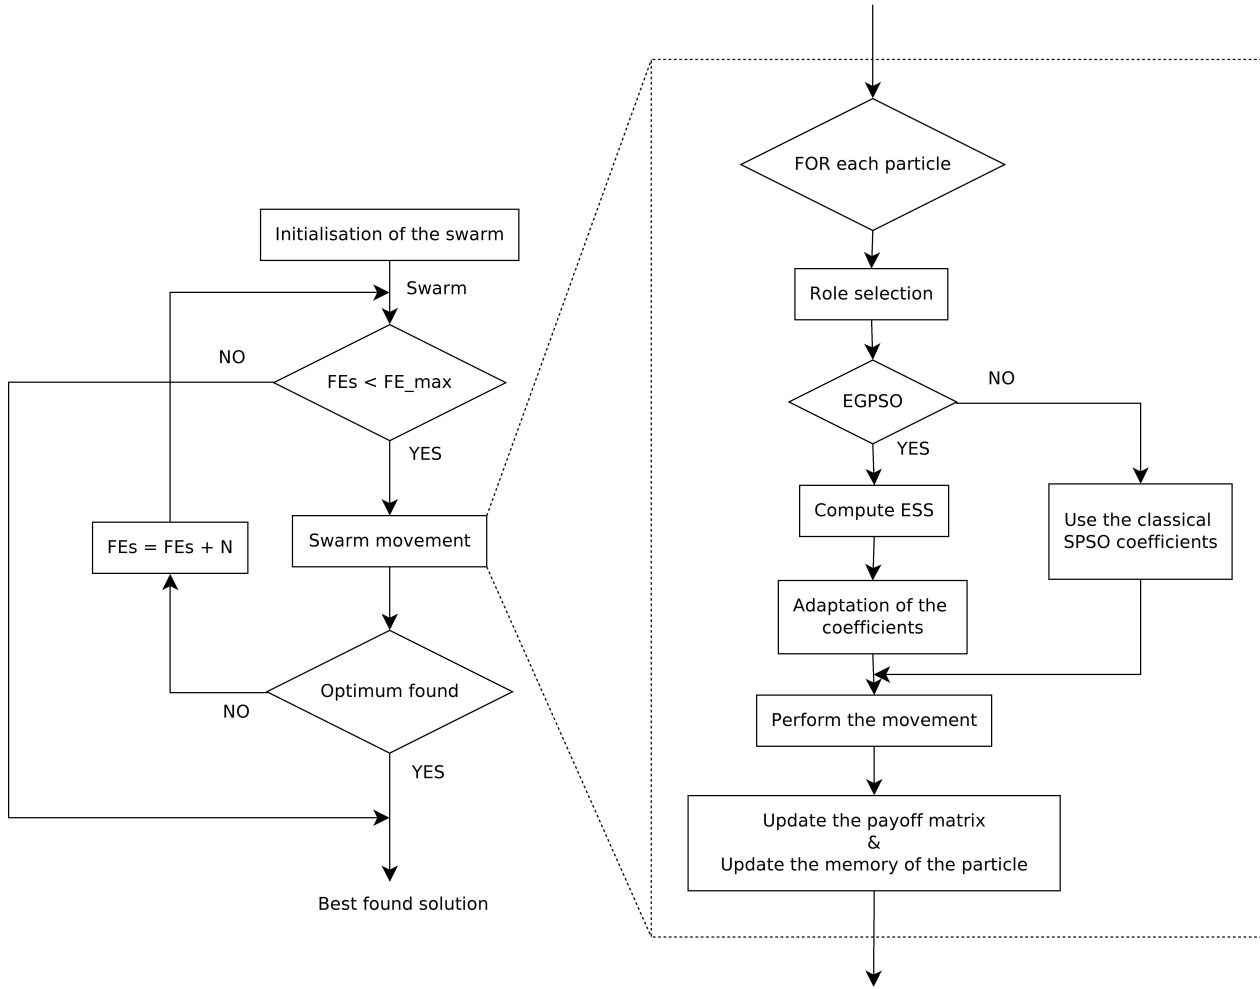 Initialisation of the swarm
Swarm
NO
FEs < FE_max
YES
FEs = FEs + N
Swarm movement
Optimum found
NO
YES
Best found solution
FOR each particle
Role selection
NO
EGPSO
YES
Compute ESS
Use the classical
SPSO coefficients
Adaptation of the
coefficients
Perform the movement
Update the payoff matrix
&
Update the memory of the particle